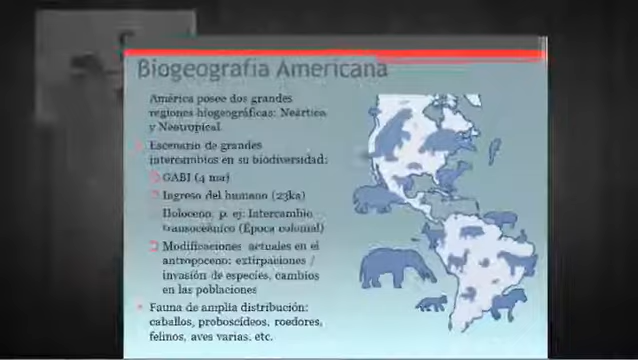 Biogeografía Americana
América posee dos grandes
regiones biogeográficas: Neártico
y Neotropical
Escenario de grandes
intercambios en su biodiversidad:
GABI (4 ma)
Ingreso del humano (23ka)
Holoceno, p. ej: Intercambio
transoceánico (Época colonial)
Modificaciones actuales en el
antropoceno: extirpaciones /
invasión de especies, cambios
en las poblaciones
Fauna de amplia distribución:
caballos, proboscídeos, roedores,
felinos, aves varias. etc.